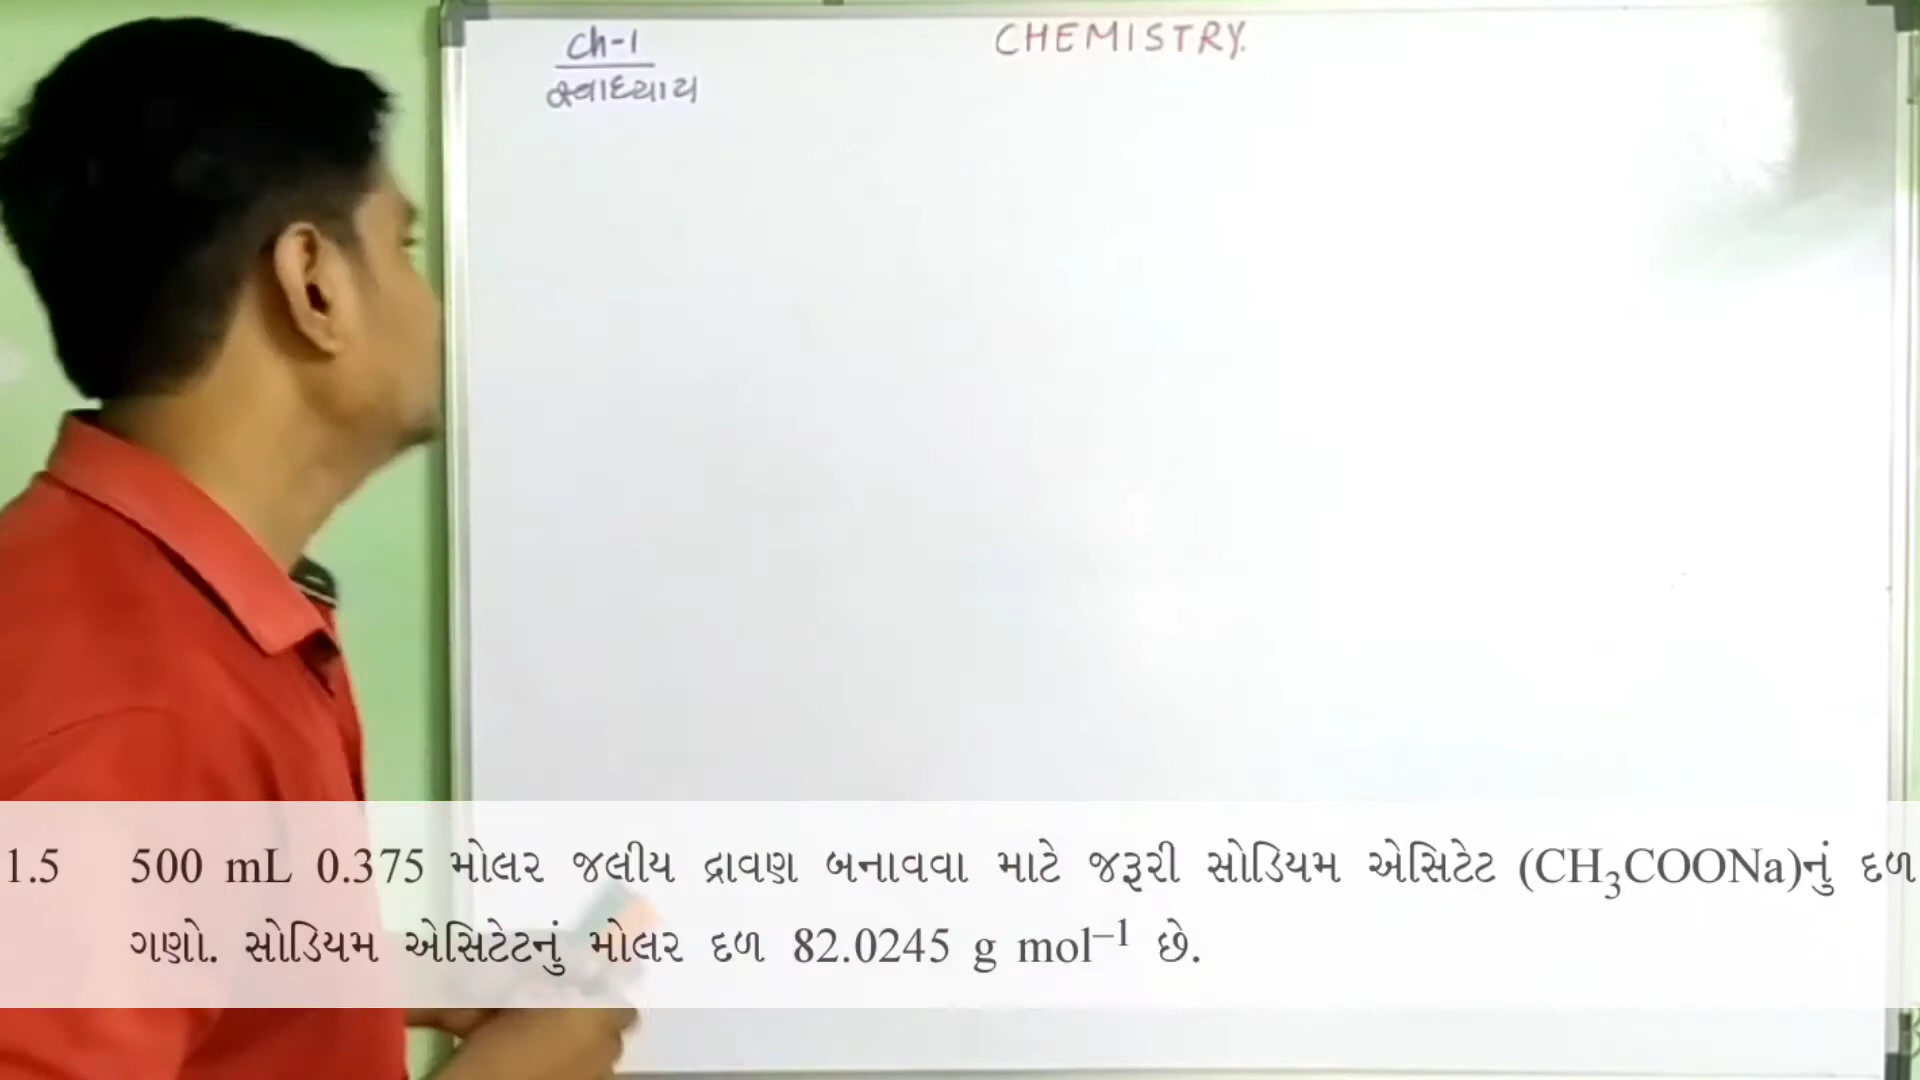 Ch-1
સ્વાધ્યાય
CHEMISTRY.
1.5 500 mL 0.375 મોલર જલીય દ્રાવણ બનાવવા માટે જરૂરી સોડિયમ એસિટેટ (CH₃COONa)નું દળ
ગણો. સોડિયમ એસિટેટનું મોલર દળ 82.0245 g mol⁻¹ છે.